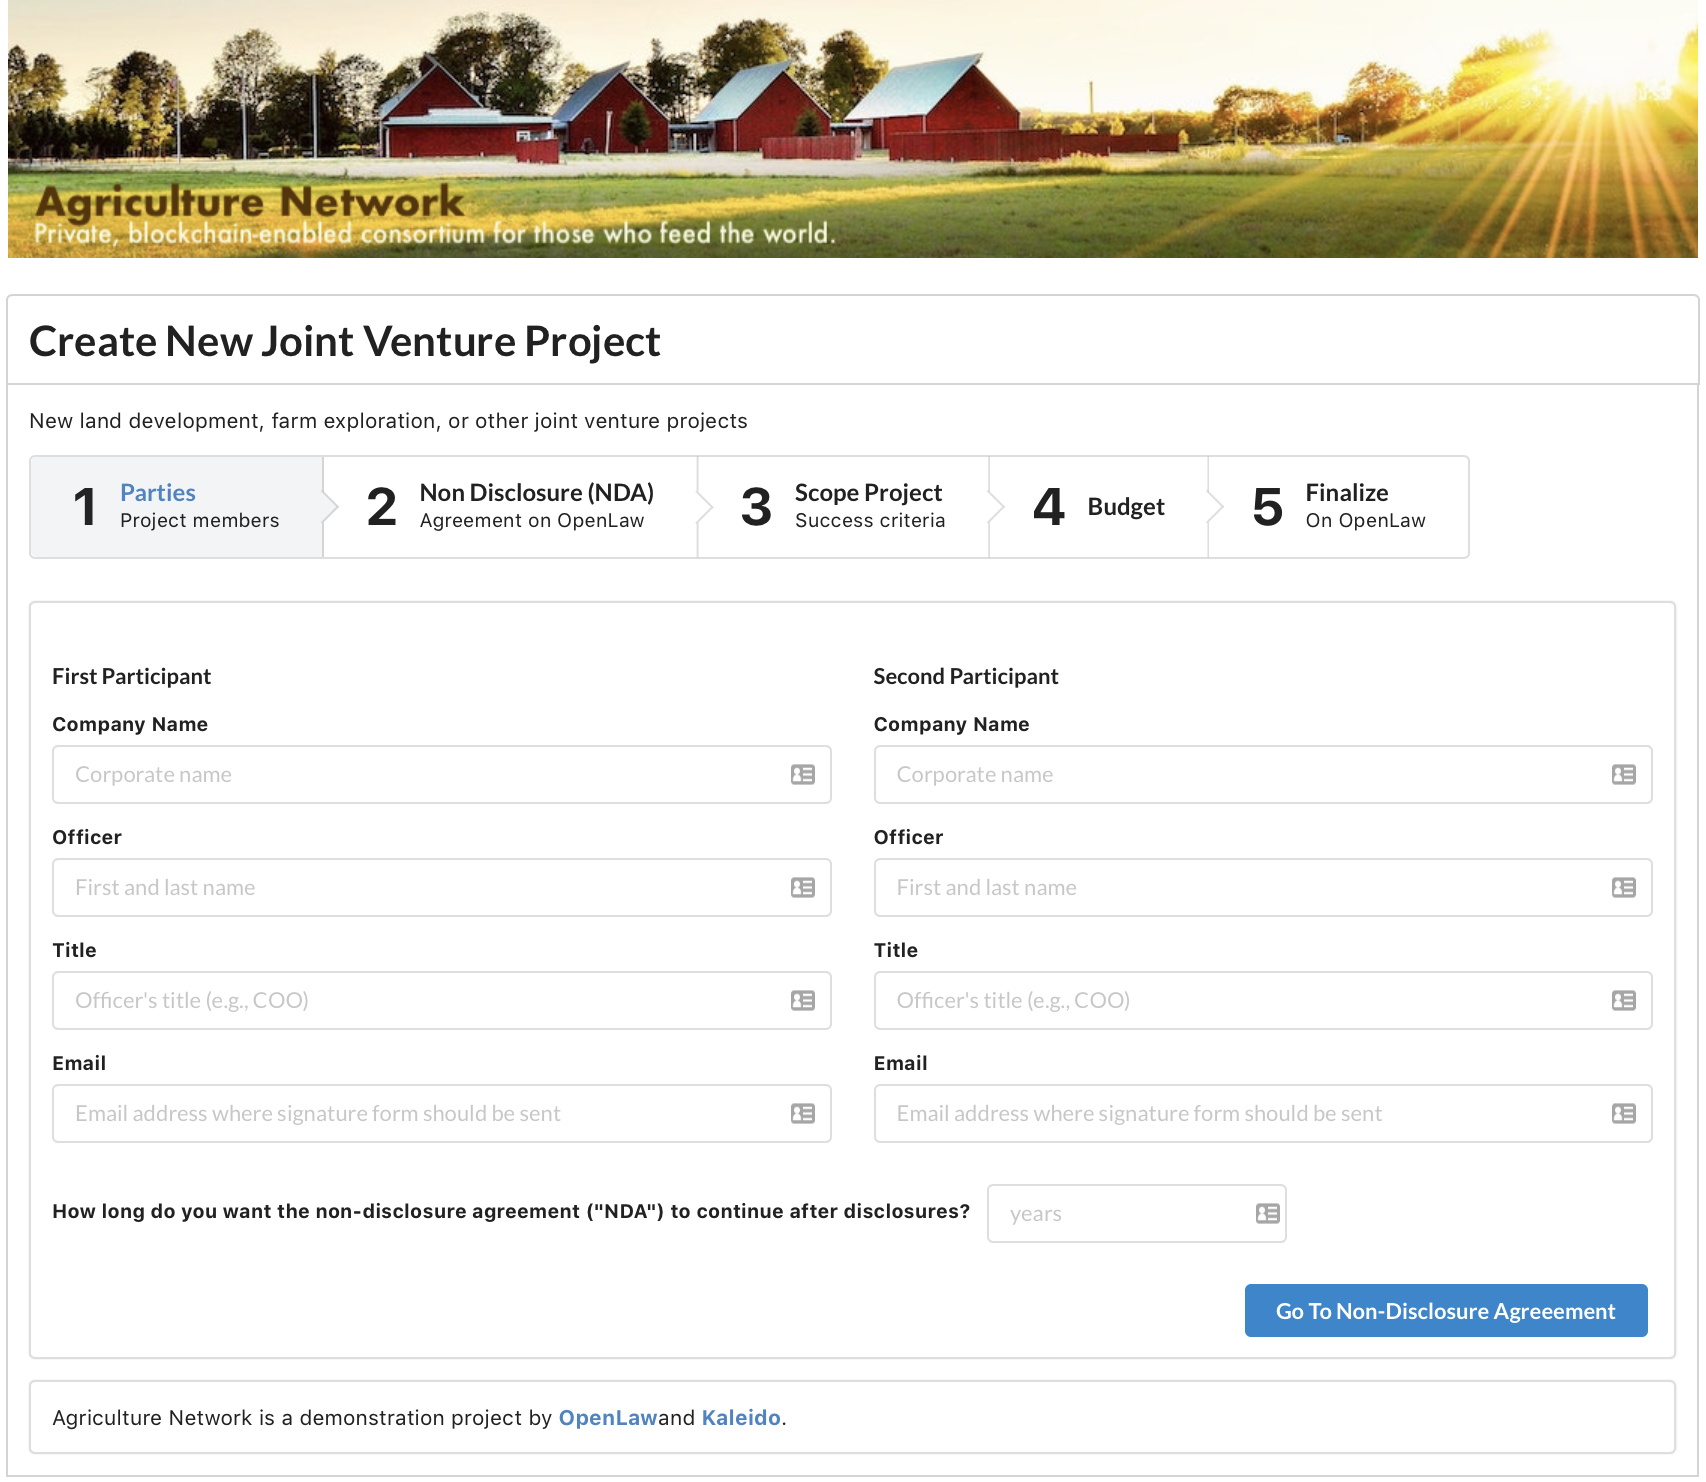 Agriculture Network
Private, blockchain-enabled consortium for those who feed the world.
Create New Joint Venture Project
New land development, farm exploration, or other joint venture projects
1 Parties
Project members
2 Non Disclosure (NDA)
Agreement on OpenLaw
3 Scope Project
Success criteria
4 Budget
5 Finalize
On OpenLaw
First Participant
Company Name
Corporate name
Officer
First and last name
Title
Officer's title (e.g., COO)
Email
Email address where signature form should be sent
Second Participant
Company Name
Corporate name
Officer
First and last name
Title
Officer's title (e.g., COO)
Email
Email address where signature form should be sent
How long do you want the non-disclosure agreement ("NDA") to continue after disclosures? years
Go To Non-Disclosure Agreeement
Agriculture Network is a demonstration project by OpenLawand Kaleido.